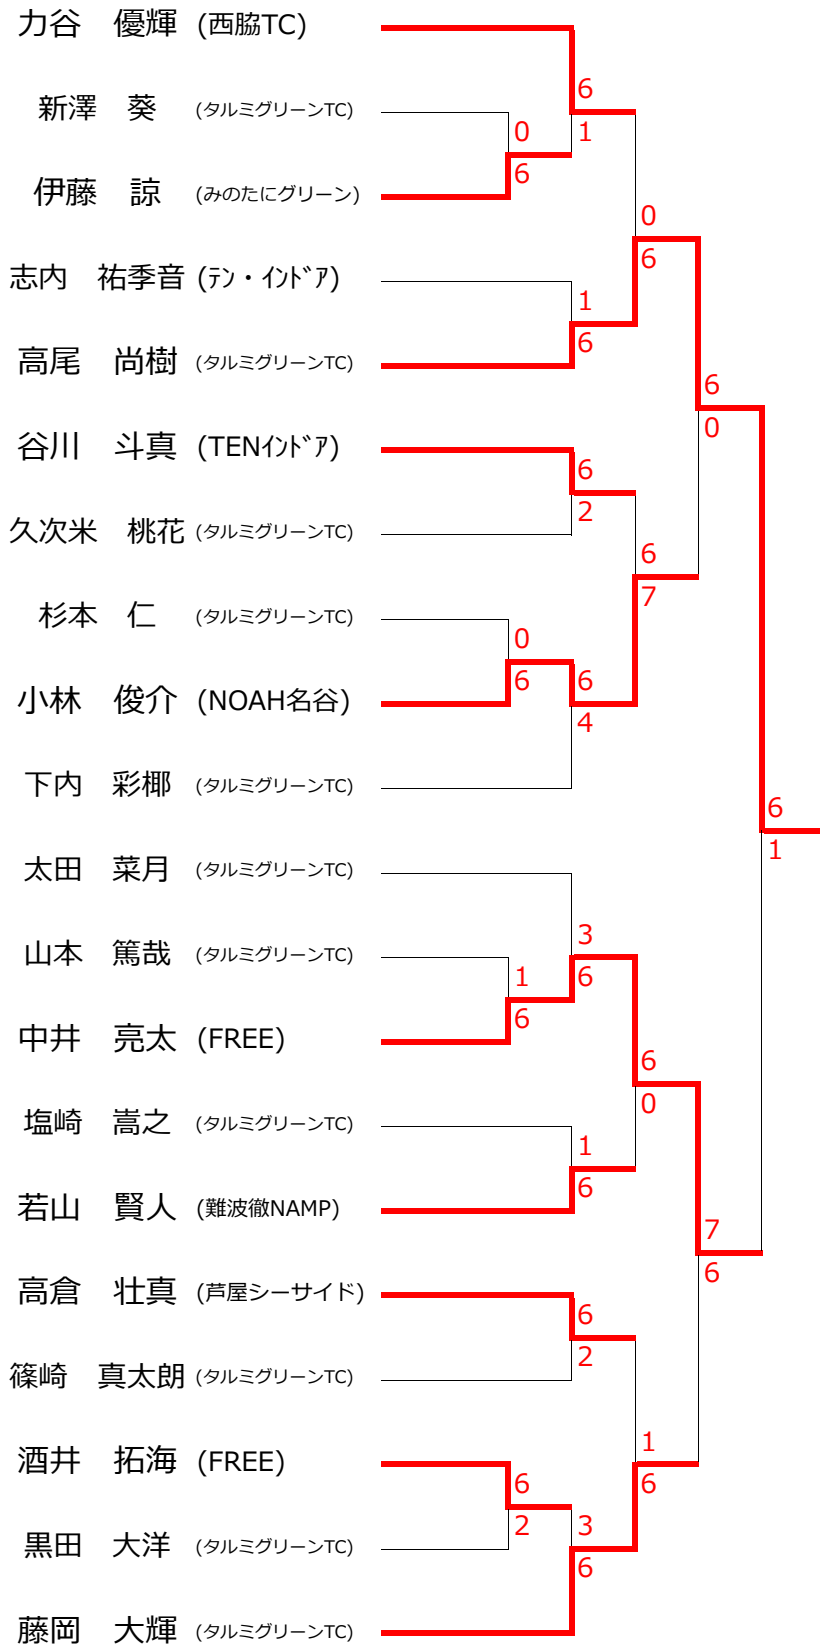 力谷　優輝 (西脇TC)
6
新澤　葵 (タルミグリーンTC)
0 1
6
伊藤　諒 (みのたにグリーン)
0
6
志内　祐季音 (ﾃﾝ・ｲﾝﾄﾞｱ)
1
6
高尾　尚樹 (タルミグリーンTC)
6
0
谷川　斗真 (TENｲﾝﾄﾞｱ)
6
2
久次米　桃花 (タルミグリーンTC)
6
7
杉本　仁 (タルミグリーンTC)
0
6 6
小林　俊介 (NOAH名谷)
4
下内　彩椰 (タルミグリーンTC)
6
1
太田　菜月 (タルミグリーンTC)
3
山本　篤哉 (タルミグリーンTC)
1 6
6
中井　亮太 (FREE)
6
0
塩崎　嵩之 (タルミグリーンTC)
1
6
若山　賢人 (難波徹NAMP)
7
6
高倉　壮真 (芦屋シーサイド)
6
2
篠崎　真太朗 (タルミグリーンTC)
1
酒井　拓海 (FREE)
6 6
2 3
黒田　大洋 (タルミグリーンTC)
6
藤岡　大輝 (タルミグリーンTC)